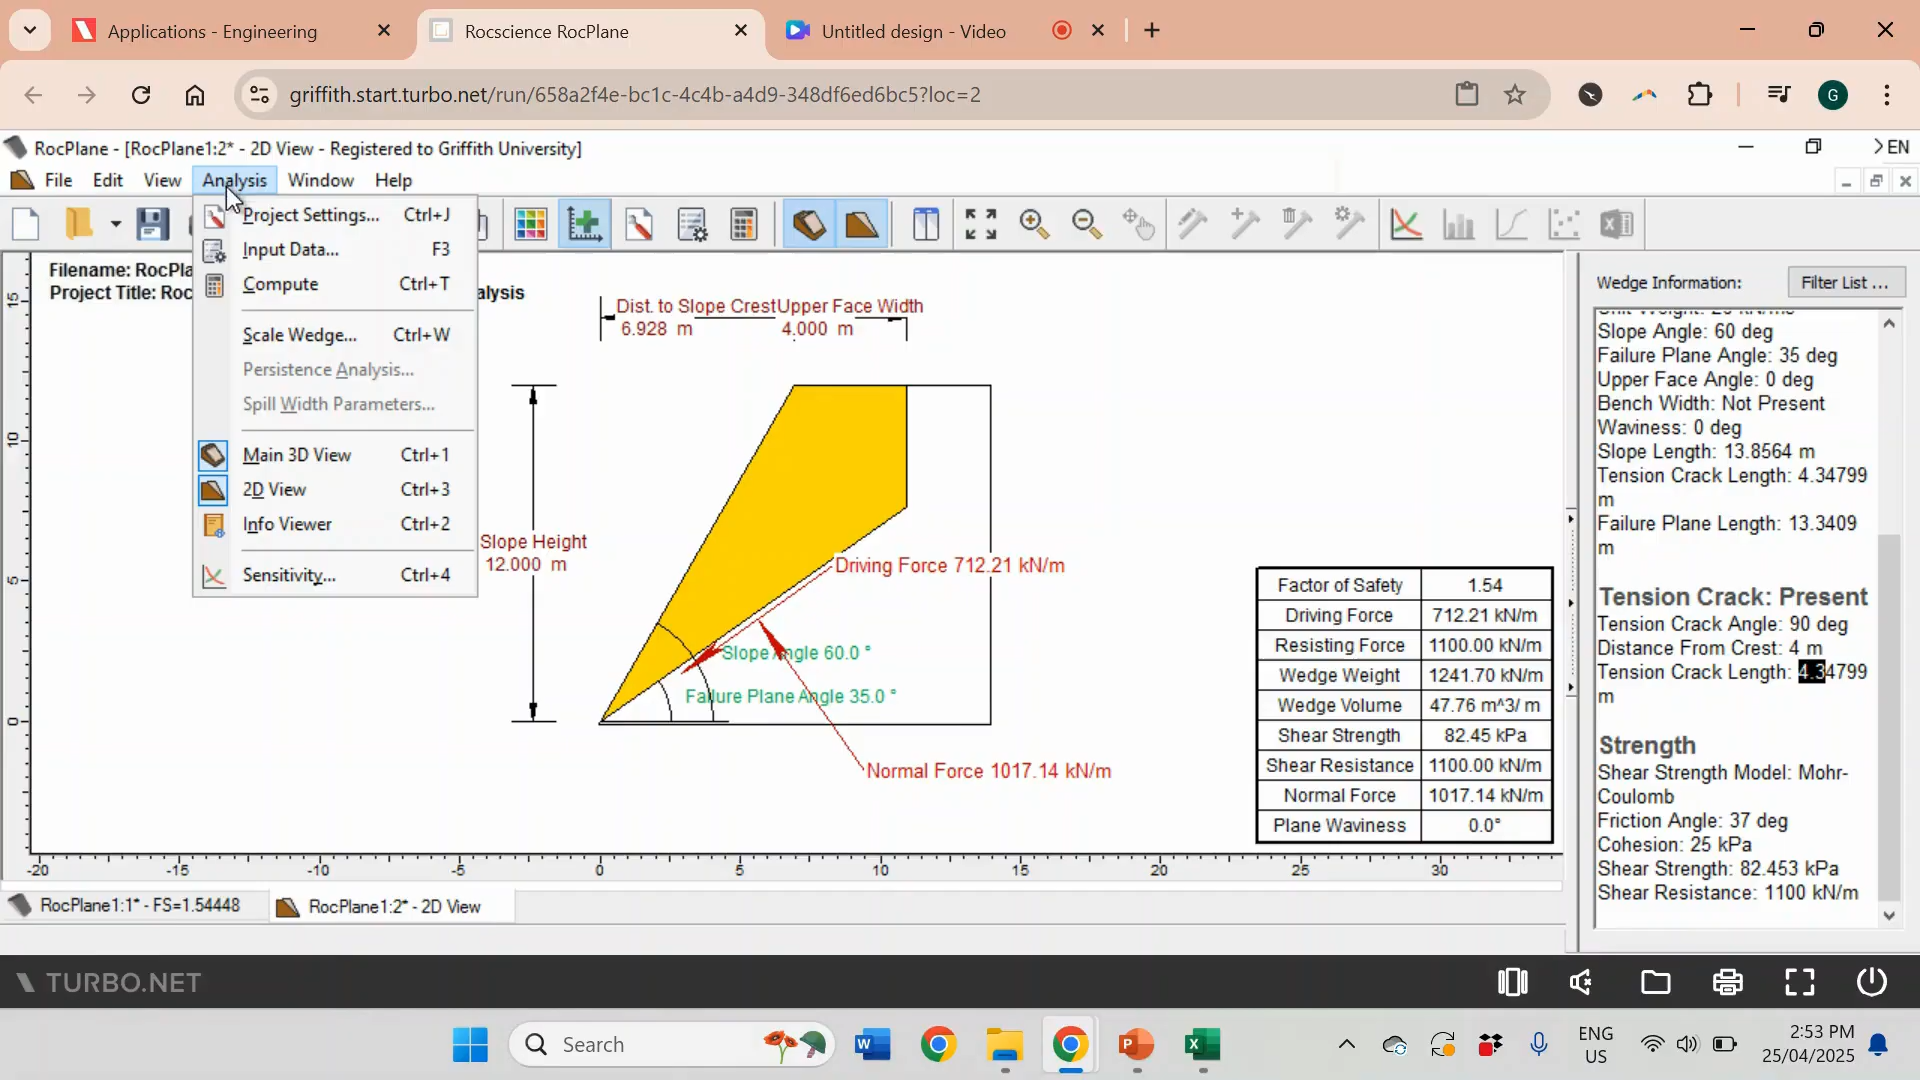 Applications - Engineering
Rocscience RocPlane
Untitled design - Video
griffith.start.turbo.net/run/658a2f4e-bc1c-4c4b-a4d9-348df6ed6bc5?loc=2
G
RocPlane - [RocPlane1:2* - 2D View - Registered to Griffith University]
EN
File Edit View Analysis Window Help
Project Settings... Ctrl+J
Input Data... F3
Compute Ctrl+T
Scale Wedge... Ctrl+W
Persistence Analysis...
Spill Width Parameters...
Main 3D View Ctrl+1
2D View Ctrl+3
Info Viewer Ctrl+2
Sensitivity... Ctrl+4
Filename: RocPla
Project Title: Roc
alysis
Dist. to Slope Crest Upper Face Width
6.928 m 4.000 m
Slope Height
12.000 m
Driving Force 712.21 kN/m
Slope Angle 60.0 °
Failure Plane Angle 35.0 °
Normal Force 1017.14 kN/m
15
10
5
0
-20 -15 -10 -5 0 5 10 15 20 25 30
Factor of Safety 1.54
Driving Force 712.21 kN/m
Resisting Force 1100.00 kN/m
Wedge Weight 1241.70 kN/m
Wedge Volume 47.76 m^3/ m
Shear Strength 82.45 kPa
Shear Resistance 1100.00 kN/m
Normal Force 1017.14 kN/m
Plane Waviness 0.0°
Wedge Information:
Filter List ...
Slope Angle: 60 deg
Failure Plane Angle: 35 deg
Upper Face Angle: 0 deg
Bench Width: Not Present
Waviness: 0 deg
Slope Length: 13.8564 m
Tension Crack Length: 4.34799
m
Failure Plane Length: 13.3409
m
Tension Crack: Present
Tension Crack Angle: 90 deg
Distance From Crest: 4 m
Tension Crack Length: 4.34799
m
Strength
Shear Strength Model: Mohr-
Coulomb
Friction Angle: 37 deg
Cohesion: 25 kPa
Shear Strength: 82.453 kPa
Shear Resistance: 1100 kN/m
RocPlane1:1* - FS=1.54448
RocPlane1:2* - 2D View
TURBO.NET
Search
ENG
US
2:53 PM
25/04/2025